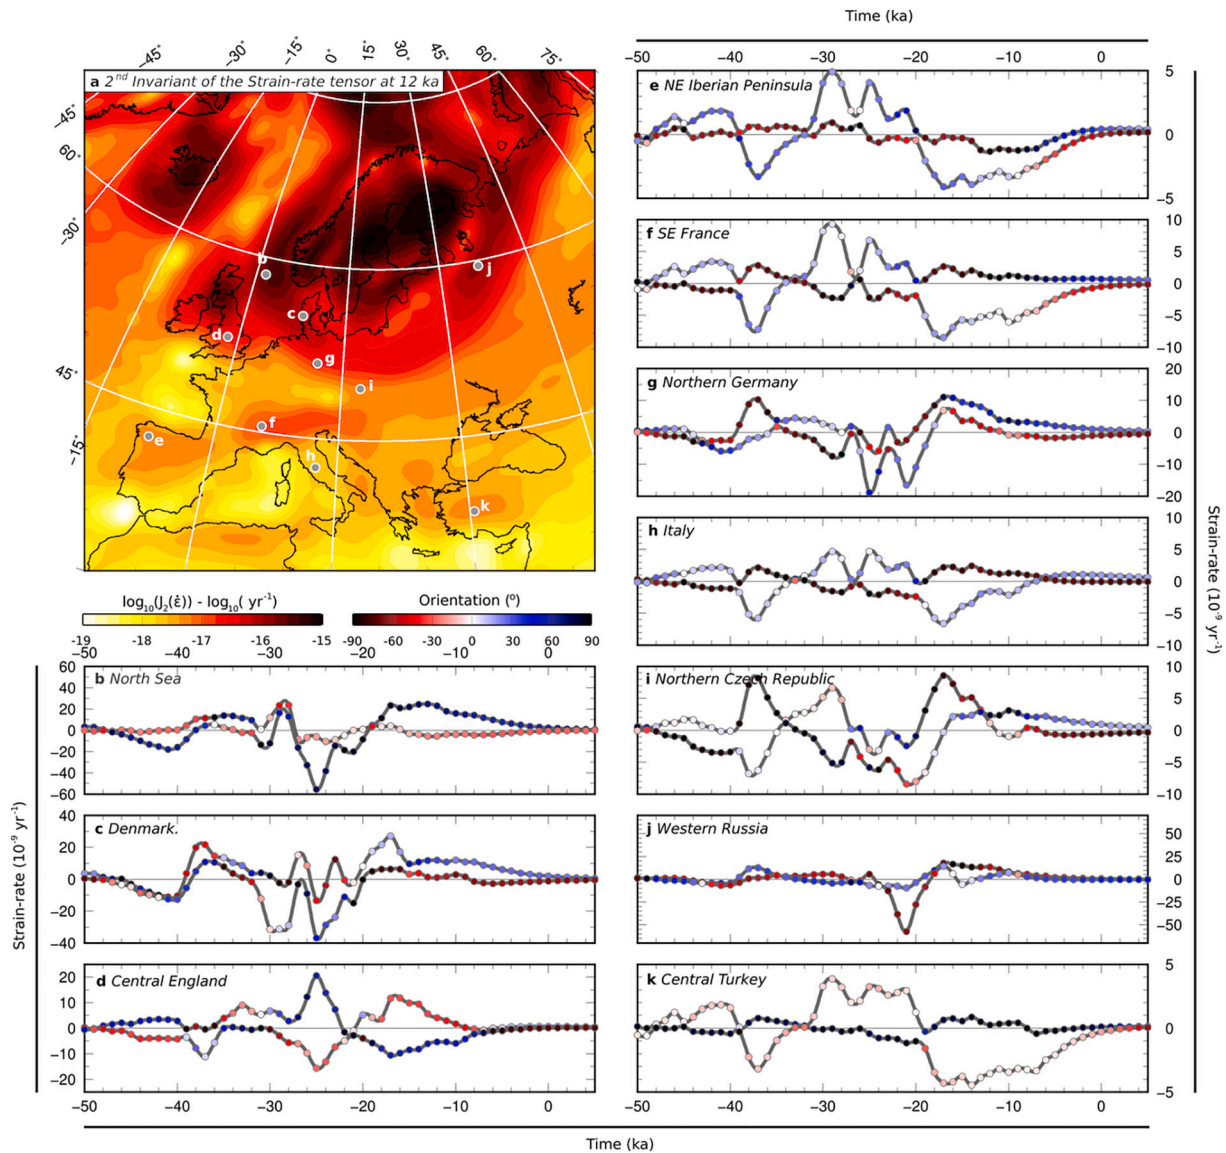 Time (ka)
-50 -40 -30 -20 -10 0
-45° -30° -15° 0° 15° 30° 45° 60° 75°
a 2nd Invariant of the Strain-rate tensor at 12 ka
-45°
60°
-30°
45°
-15°
b
c
d
e
f
g
h
i
j
k
log10(J2(ε̇)) - log10( yr-1)
-19 -18 -17 -16 -15
Orientation (o)
-90 -60 -30 0 30 60 90
-50 -40 -30 -20 -10 0
b North Sea
60
40
20
0
-20
-40
-60
c Denmark.
40
20
0
-20
-40
d Central England
20
10
0
-10
-20
-50 -40 -30 -20 -10 0
Strain-rate (10-9 yr-1)
e NE Iberian Peninsula
5
0
-5
f SE France
10
5
0
-5
-10
g Northern Germany
20
10
0
-10
-20
h Italy
10
5
0
-5
-10
i Northern Czech Republic
10
5
0
-5
-10
j Western Russia
50
25
0
-25
-50
k Central Turkey
5
0
-5
-50 -40 -30 -20 -10 0
Strain-rate (10-9 yr-1)
Time (ka)